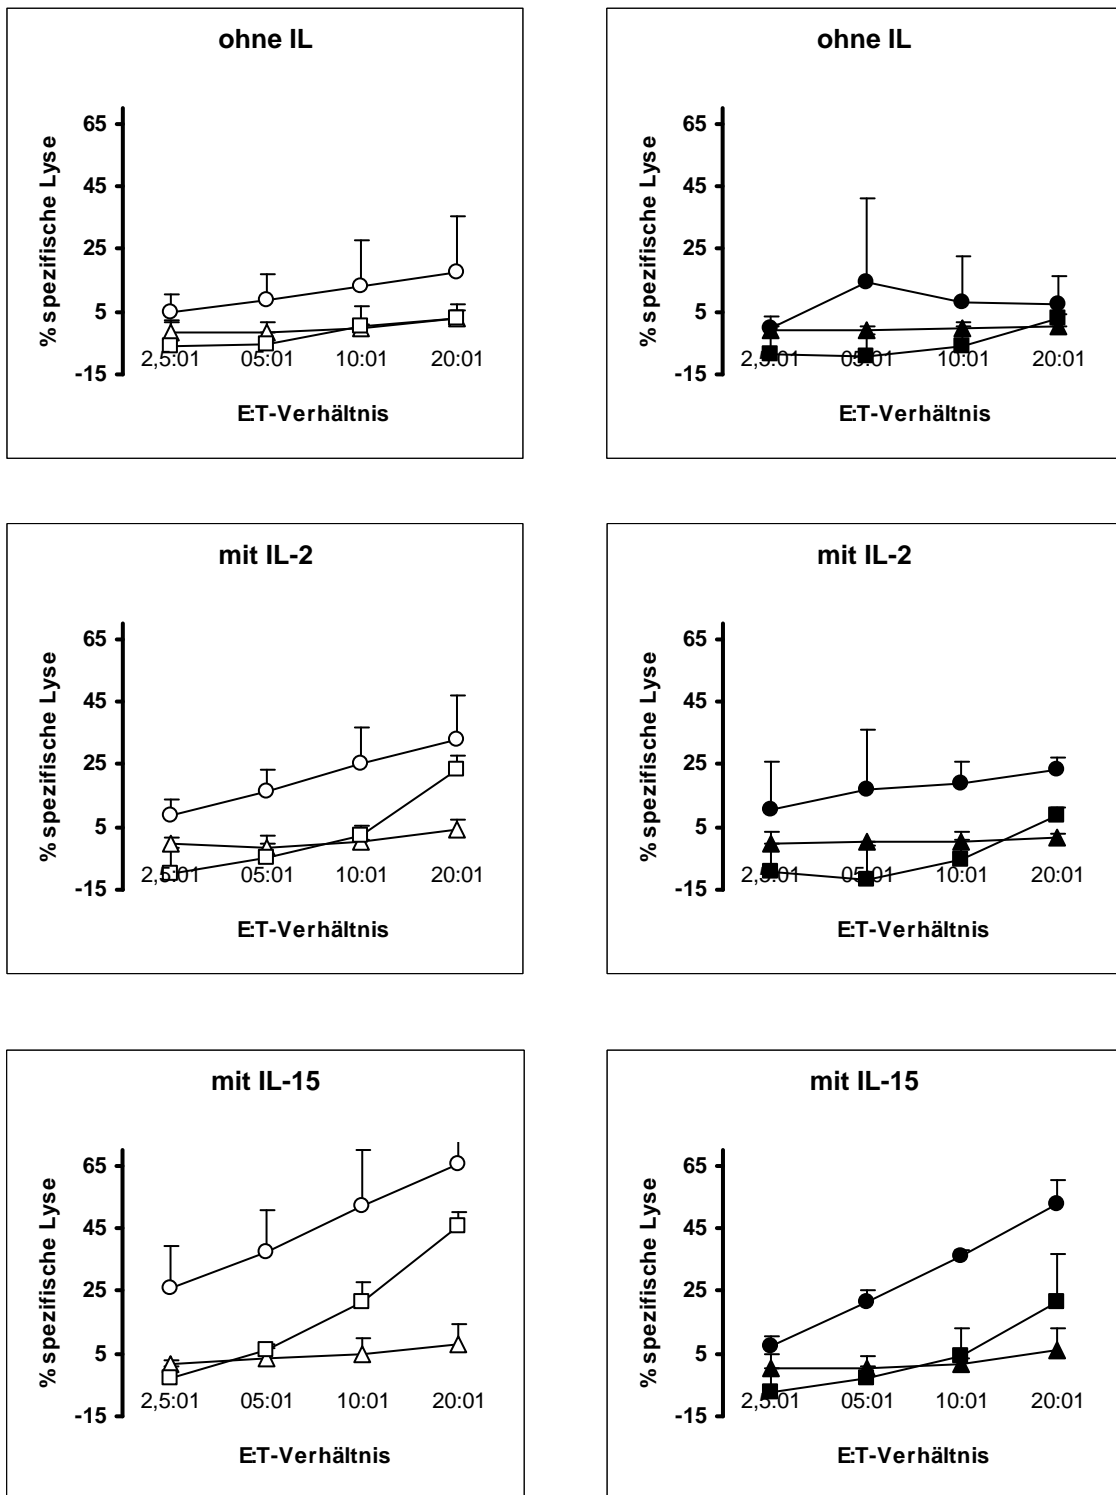 ohne IL
% spezifische Lyse
65
45
25
5
-15
2,5:01 05:01 10:01 20:01
E:T-Verhältnis
ohne IL
% spezifische Lyse
65
45
25
5
-15
2,5:01 05:01 10:01 20:01
E:T-Verhältnis
mit IL-2
% spezifische Lyse
65
45
25
5
-15
2,5:01 05:01 10:01 20:01
E:T-Verhältnis
mit IL-2
% spezifische Lyse
65
45
25
5
-15
2,5:01 05:01 10:01 20:01
E:T-Verhältnis
mit IL-15
% spezifische Lyse
65
45
25
5
-15
2,5:01 05:01 10:01 20:01
E:T-Verhältnis
mit IL-15
% spezifische Lyse
65
45
25
5
-15
2,5:01 05:01 10:01 20:01
E:T-Verhältnis